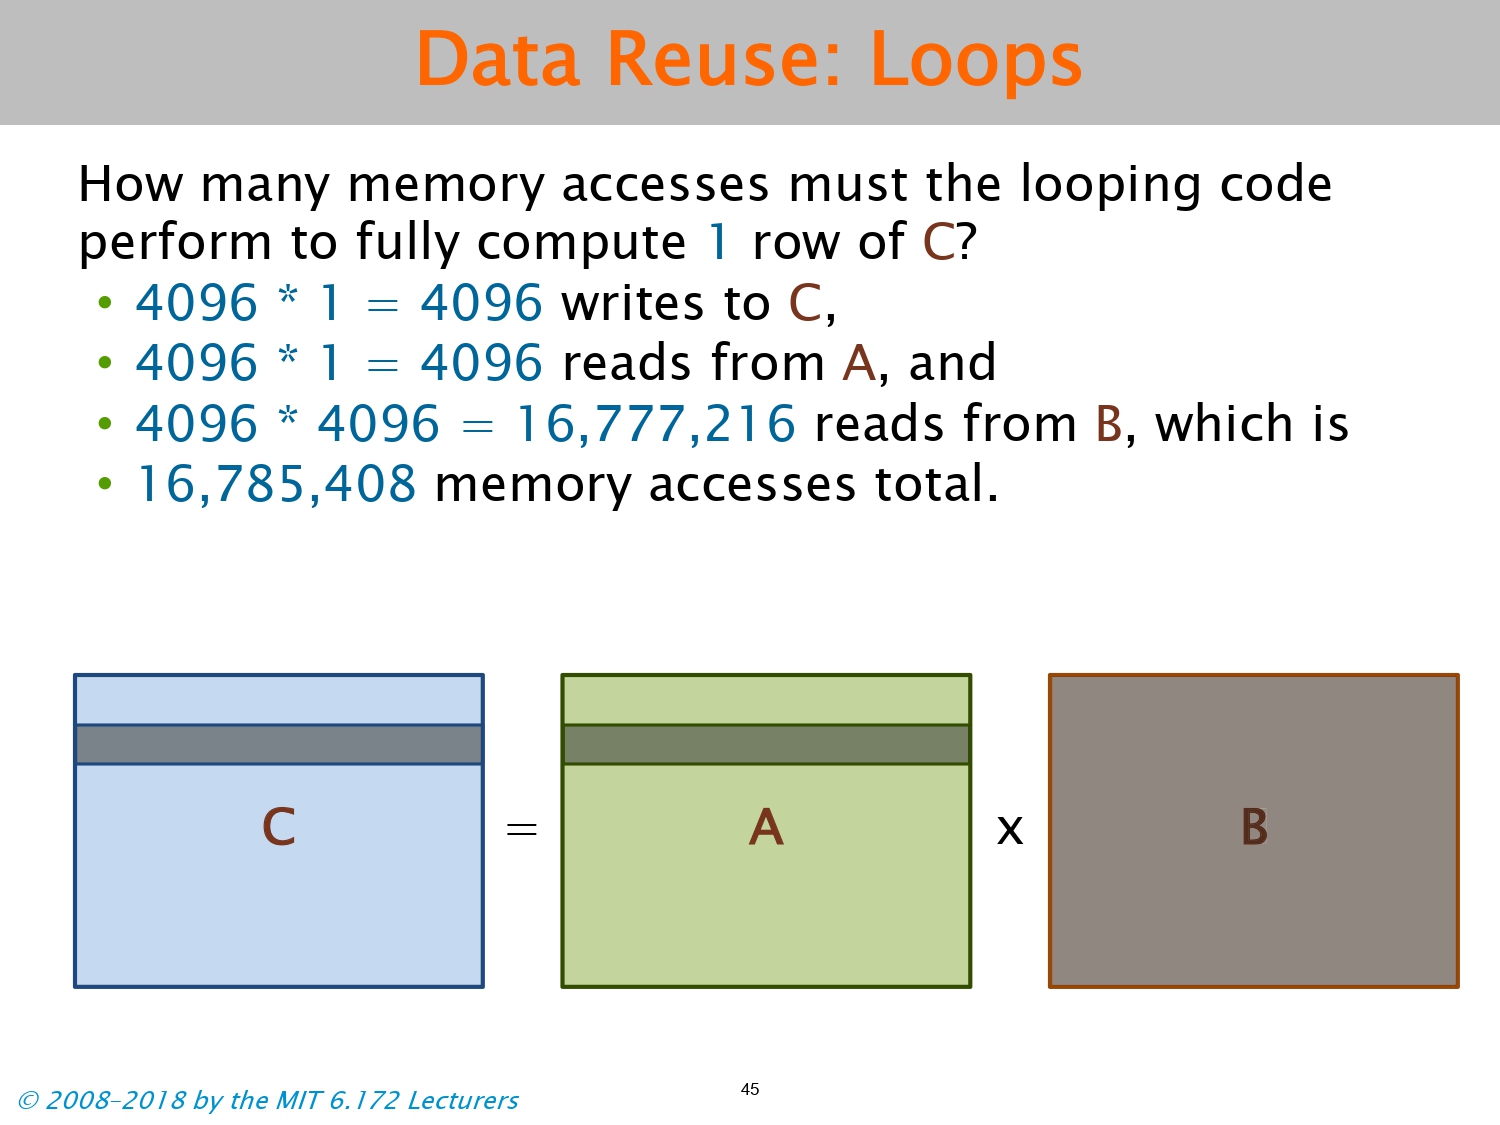 Data Reuse: Loops
How many memory accesses must the looping code
perform to fully compute 1 row of C?
• 4096 * 1 = 4096 writes to C,
• 4096 * 1 = 4096 reads from A, and
• 4096 * 4096 = 16,777,216 reads from B, which is
• 16,785,408 memory accesses total.
C = A x B
© 2008–2018 by the MIT 6.172 Lecturers
45